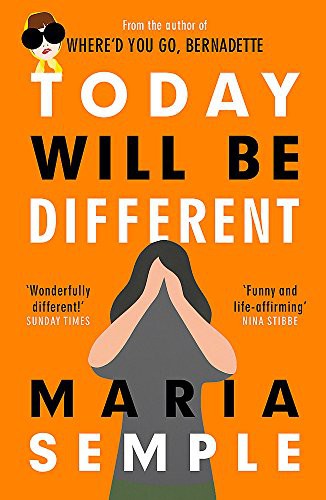 From the author of
WHERE'D YOU GO, BERNADETTE
TODAY
WILL BE
DIFFERENT
'Wonderfully
different!'
SUNDAY TIMES
'Funny and
life-affirming'
NINA STIBBE
MARIA
SEMPLE